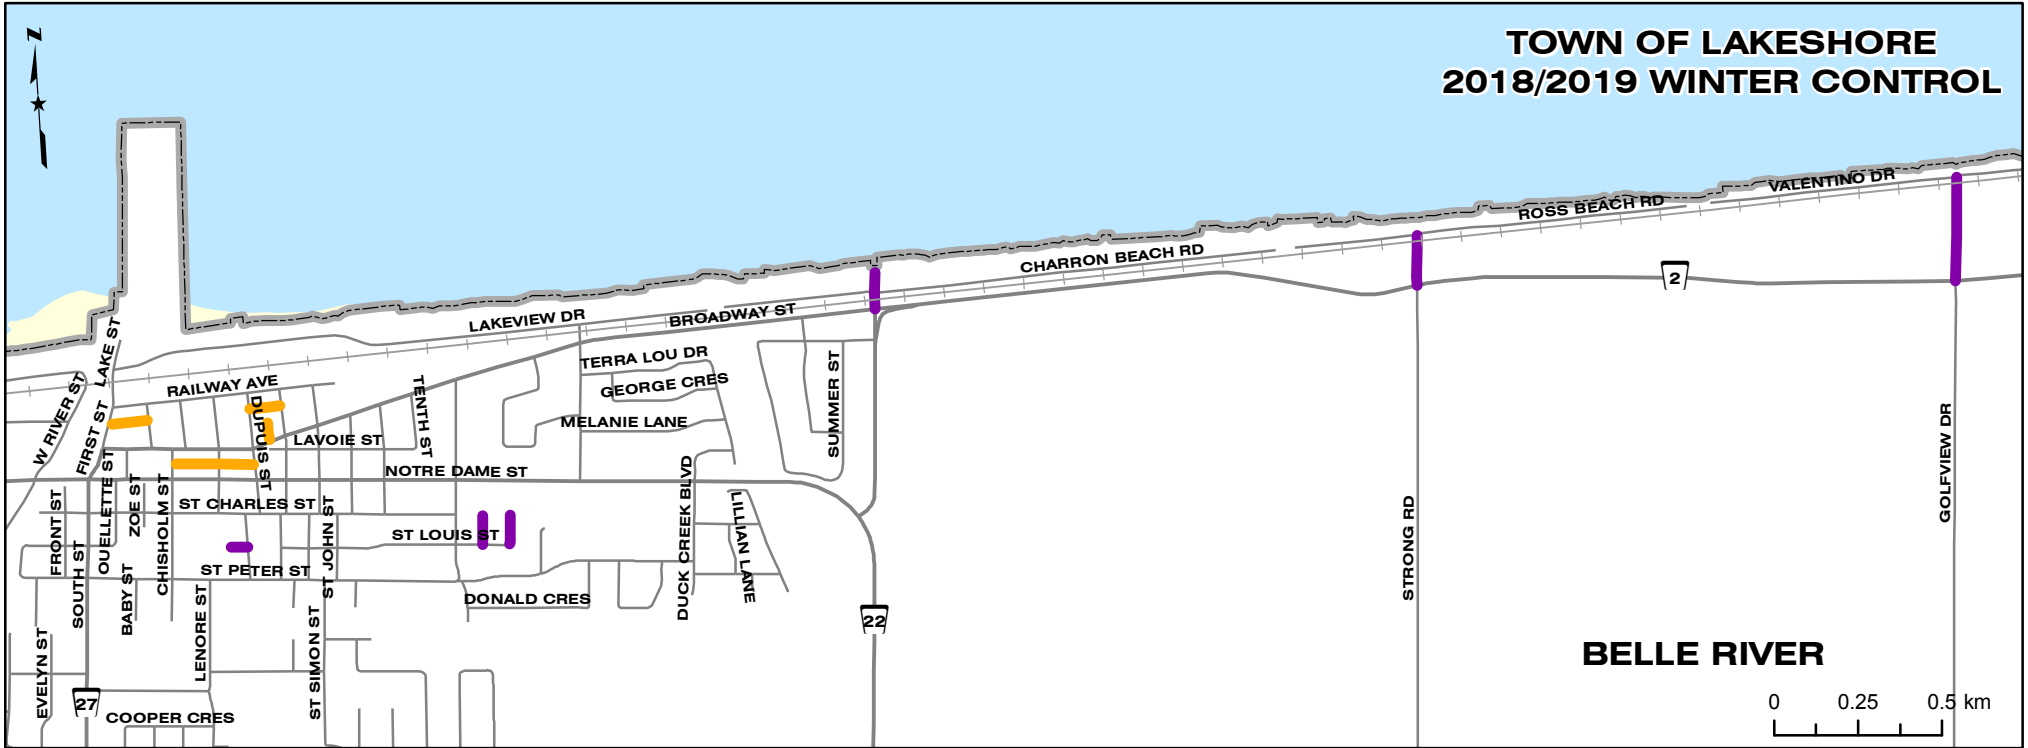 TOWN OF LAKESHORE
2018/2019 WINTER CONTROL
Z
VALENTINO DR
ROSS BEACH RD
CHARRON BEACH RD
2
LAKEVIEW DR
BROADWAY ST
LAKE ST
RAILWAY AVE
TERRA LOU DR
GEORGE CRES
MELANIE LANE
SUMMER ST
W RIVER ST
FIRST ST
DUPUIS ST
TENTH ST
LAVOIE ST
NOTRE DAME ST
GOLFVIEW DR
STRONG RD
FRONT ST
OUELLETTE ST
ZOE ST
CHISHOLM ST
ST CHARLES ST
ST JOHN ST
ST LOUIS ST
DUCK CREEK BLVD
LILLIAN LANE
SOUTH ST
BABY ST
ST PETER ST
DONALD CRES
LENORE ST
ST SIMON ST
EVELYN ST
22
27
COOPER CRES
BELLE RIVER
0 0.25 0.5 km